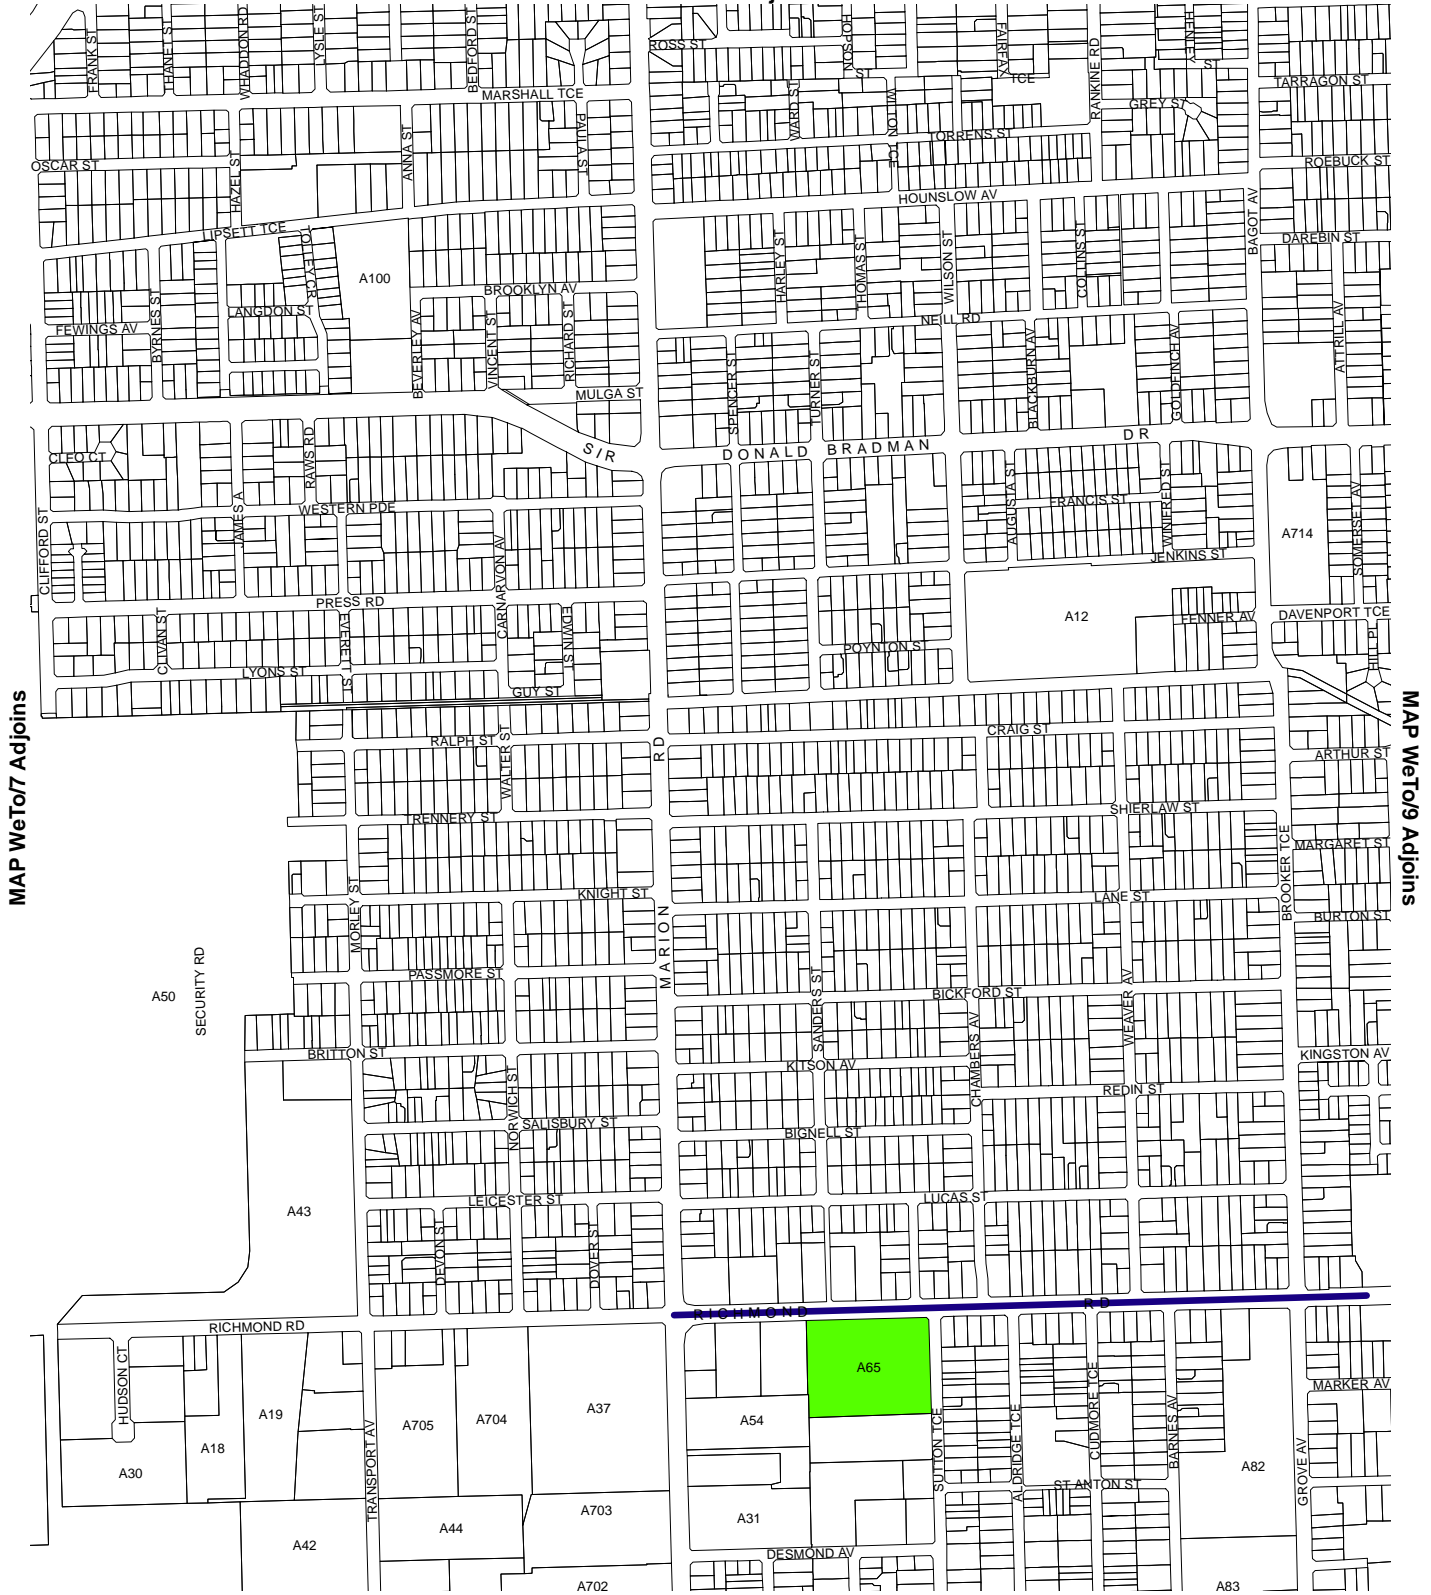 ROSS ST
FRANK ST
THANET ST
WHADDON RD
LYSLE ST
BEDFORD ST
HOPSON
ST
FAIRFAX
TCE
RANKINE RD
HENLEY
ST
TARRAGON ST
MARSHALL TCE
WARD ST
WILTON TCE
GREY ST
TORRENS ST
OSCAR ST
HAZEL ST
ANNA ST
PAULA ST
ROEBUCK ST
HOUNSLOW AV
BAGOT AV
LIPSETT TCE
TOLLEY CR
A100
HARLEY ST
THOMAS ST
WILSON ST
COLLINS ST
DAREBIN ST
BROOKLYN AV
LANGDON ST
FEWINGS AV
BYRNES ST
BEVERLEY AV
VINCENT ST
RICHARD ST
NEILL RD
SPENCER ST
TURNER S
BLACKBURN AV
GOLDFINCH AV
ATTRILL AV
MULGA ST
SIR
DONALD BRADMAN
DR
CLEO CT
RAWS RD
WESTERN PDE
JAMES A
CLIFFORD ST
CARNARVON AV
AUGUSTA ST
FRANCIS ST
WINIFRED ST
JENKINS ST
A714
SOMERSET AV
PRESS RD
CLIVAN ST
EVERETT ST
EDWIN ST
LYONS ST
GUY ST
POYNTON ST
A12
FENNER AV
DAVENPORT TCE
HILL PL
MAP WeTo/7 Adjoins
MAP WeTo/9 Adjoins
RALPH ST
WALTER ST
RD
CRAIG ST
ARTHUR ST
TRENNERY ST
SHIERLAW ST
MARGARET ST
BROOKER TCE
KNIGHT ST
MORLEY ST
MARION
LANE ST
BURTON ST
PASSMORE ST
A50
SECURITY RD
SANDERS ST
BICKFORD ST
CHAMBERS AV
WEAVER AV
BRITTON ST
KITSON AV
KINGSTON AV
REDIN ST
NORWICH ST
SALISBURY ST
BIGNELL ST
LEICESTER ST
LUCAS ST
A43
DEVON S
DOVER S
RICHMOND
RD
RICHMOND RD
HUDSON CT
A19
A18
A30
A705
A704
A37
A54
A65
SUTTON TCE
ALDRIDGE TCE
CUDMORE TCE
BARNES AV
MARKER AV
GROVE AV
A82
ST ANTON ST
TRANSPORT AV
A42
A44
A703
A31
DESMOND AV
A702
A83